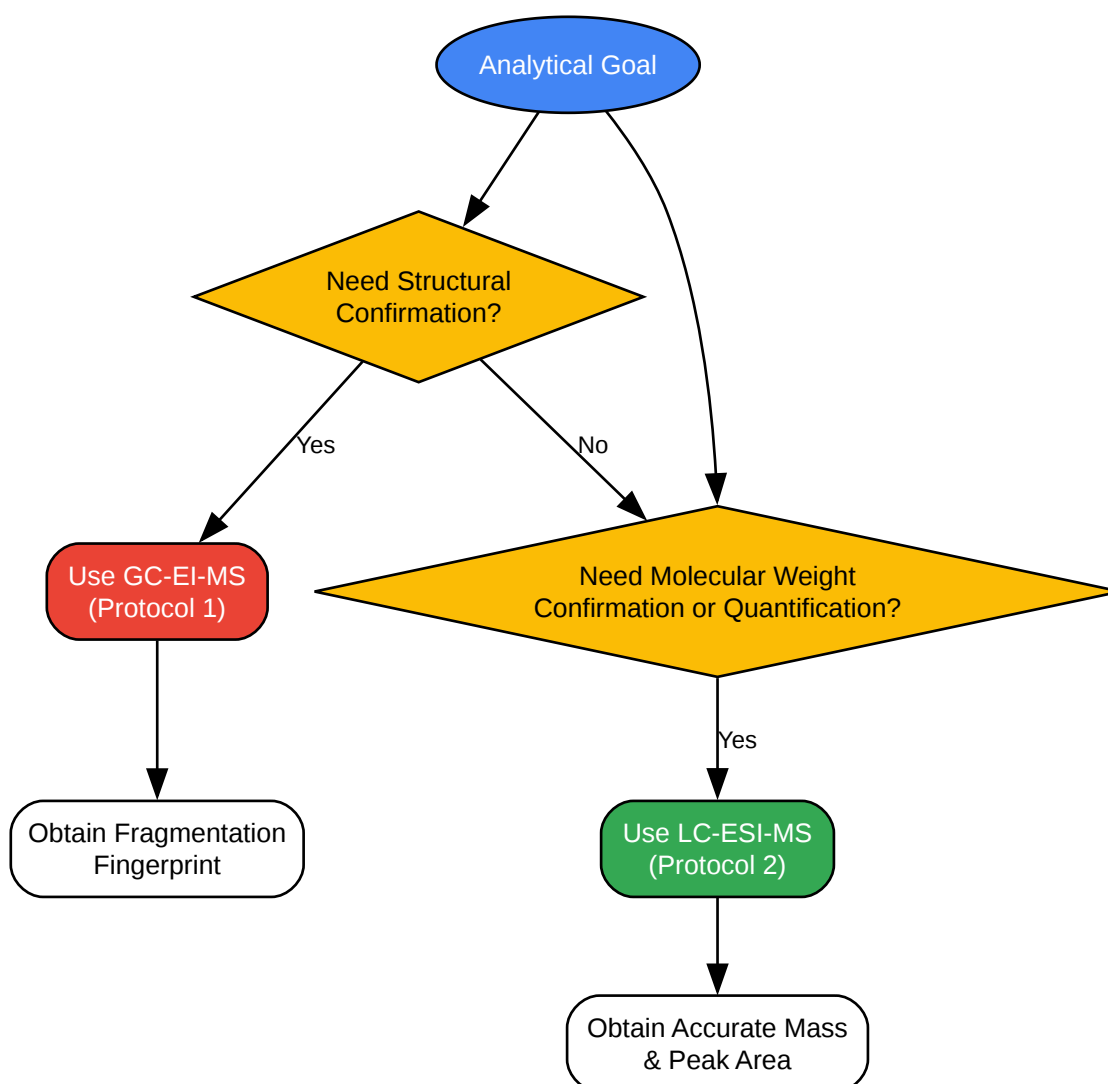 Analytical Goal
Need Structural
Confirmation?
Yes
No
Use GC-EI-MS
(Protocol 1)
Need Molecular Weight
Confirmation or Quantification?
Yes
Obtain Fragmentation
Fingerprint
Use LC-ESI-MS
(Protocol 2)
Obtain Accurate Mass
& Peak Area